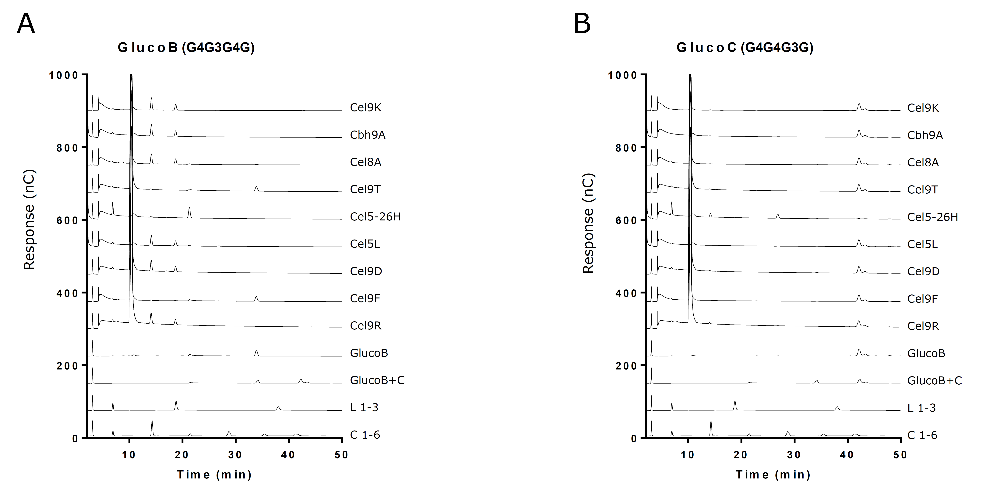 A
GlucoB (G4G3G4G)
Response (nC)
1000
800
600
400
200
0
Cel9K
Cbh9A
Cel8A
Cel9T
Cel5-26H
Cel5L
Cel9D
Cel9F
Cel9R
GlucoB
GlucoB+C
L 1-3
C 1-6
10 20 30 40 50
Time (min)
B
GlucoC (G4G4G3G)
Response (nC)
1000
800
600
400
200
0
Cel9K
Cbh9A
Cel8A
Cel9T
Cel5-26H
Cel5L
Cel9D
Cel9F
Cel9R
GlucoB
GlucoB+C
L 1-3
C 1-6
10 20 30 40 50
Time (min)